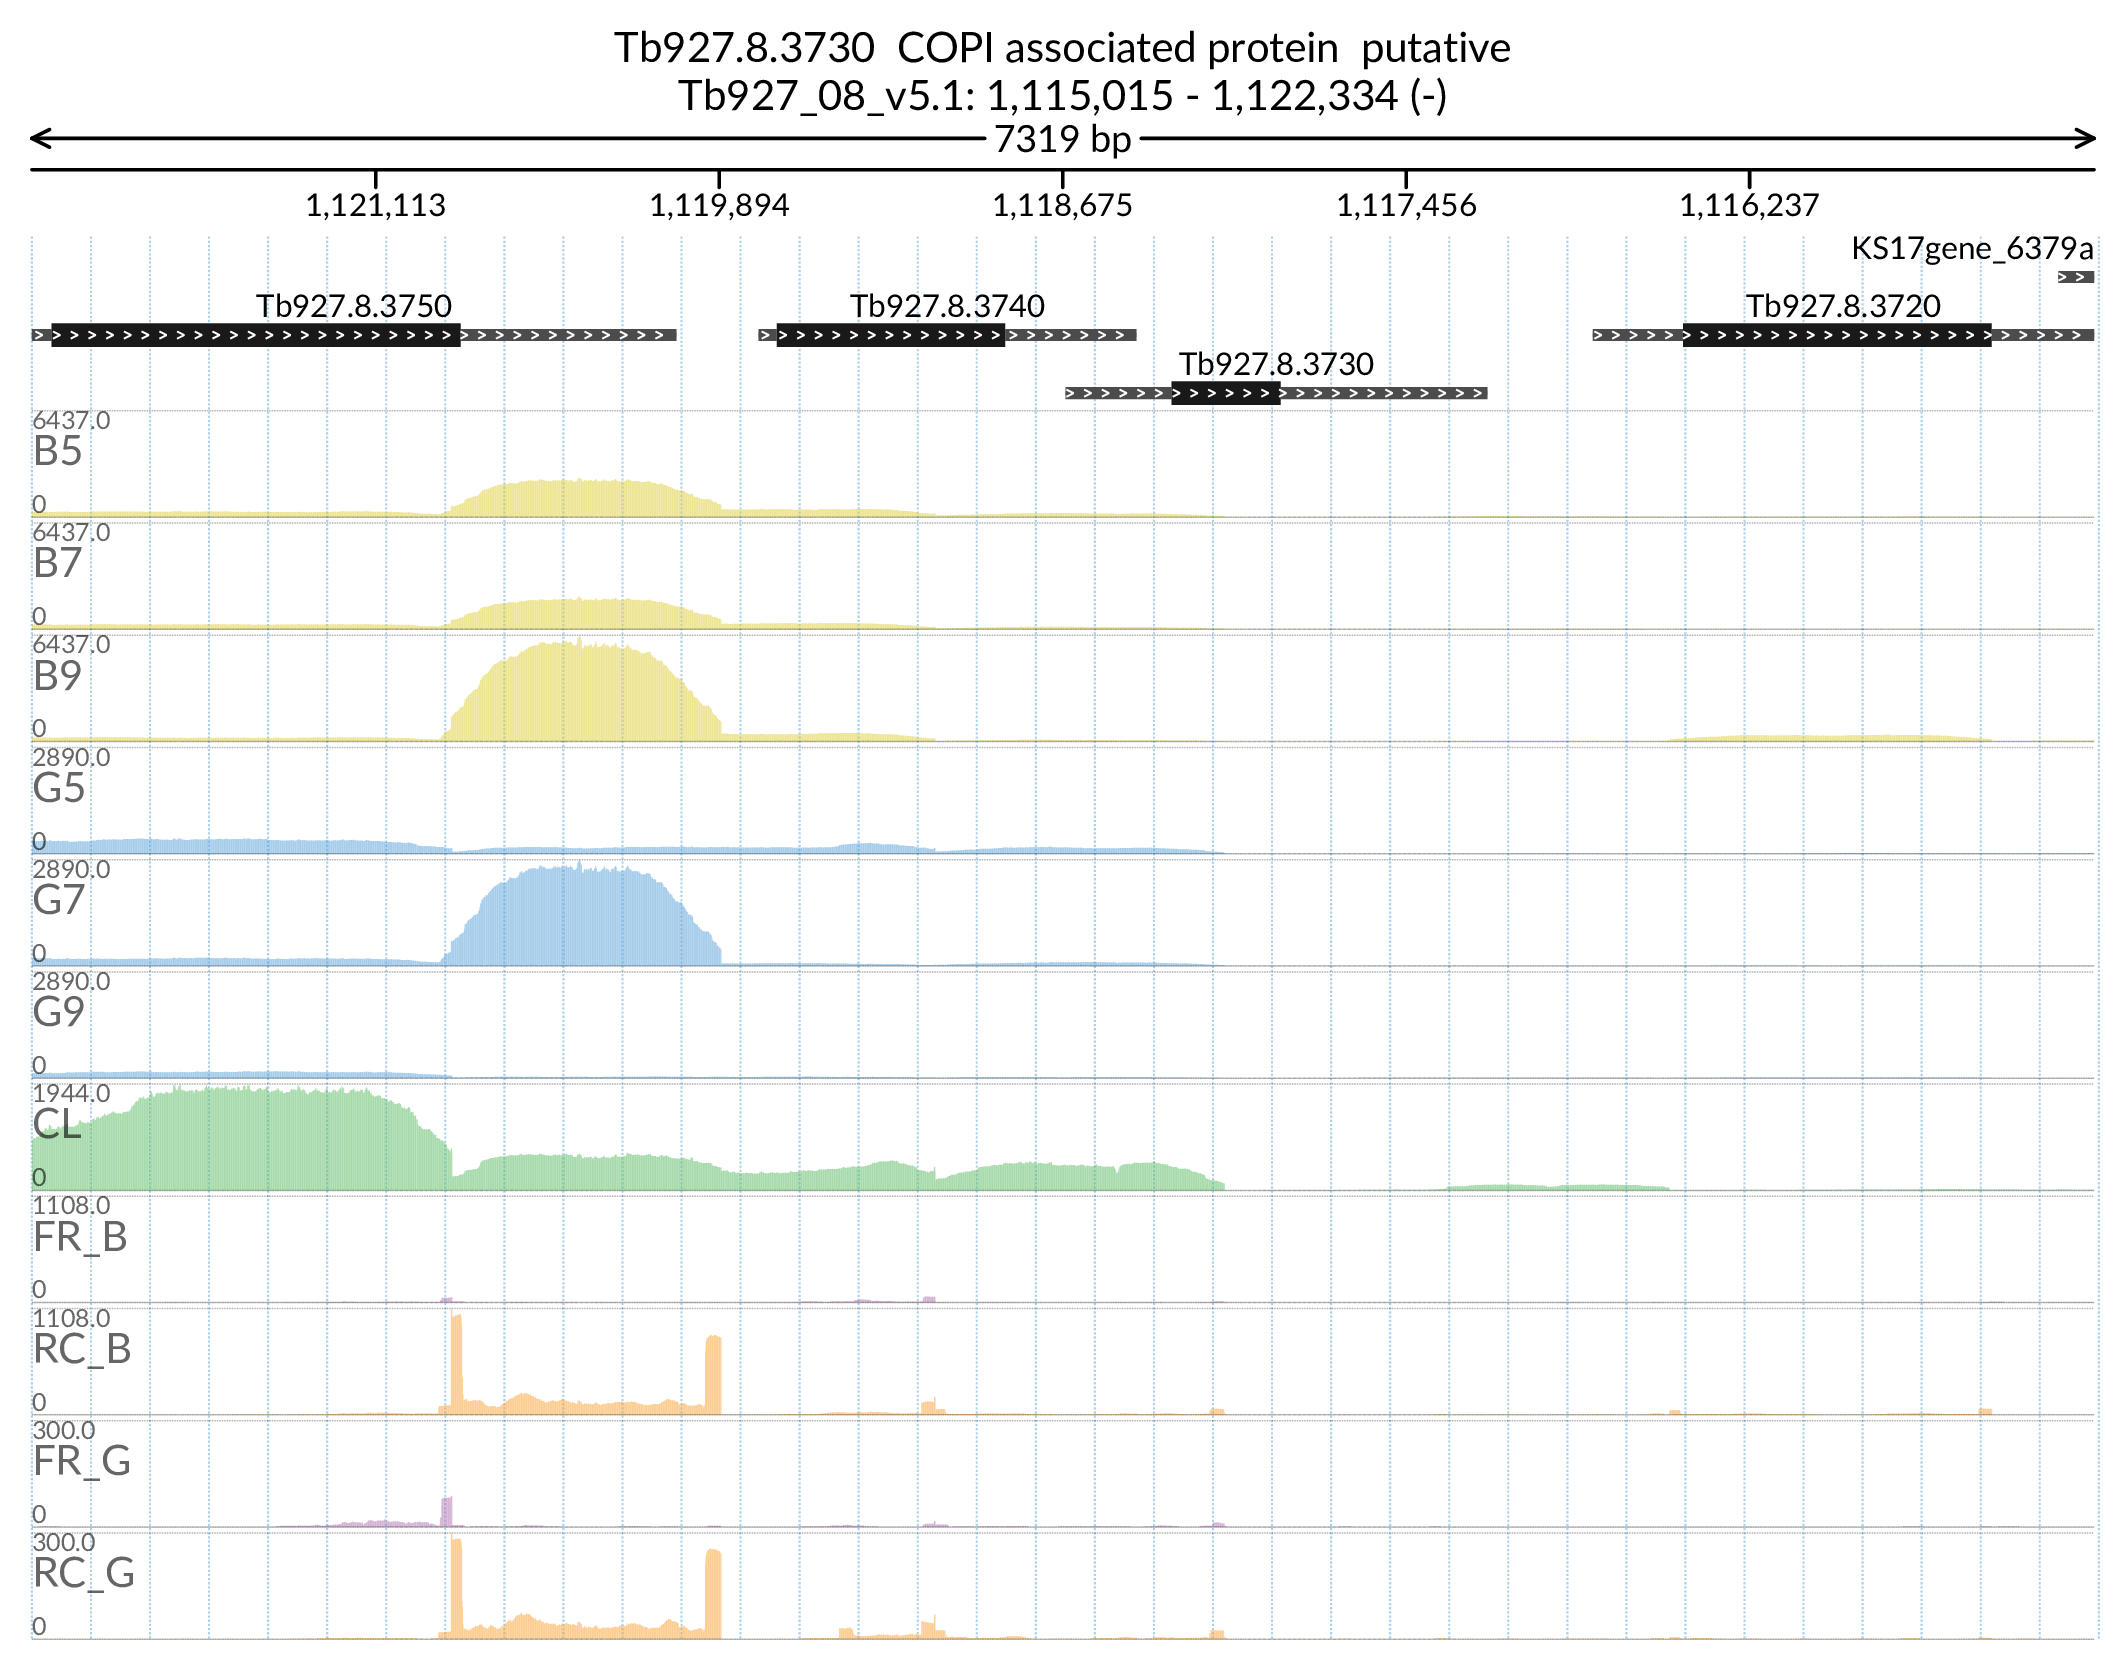 Tb927.8.3730  COPI associated protein  putative
Tb927_08_v5.1: 1,115,015 - 1,122,334 (-)
7319 bp
1,121,113 1,119,894 1,118,675 1,117,456 1,116,237
KS17gene_6379a
Tb927.8.3750 Tb927.8.3740 Tb927.8.3720
Tb927.8.3730
6437.0
B5
0
6437.0
B7
0
6437.0
B9
0
2890.0
G5
0
2890.0
G7
0
2890.0
G9
0
1944.0
CL
0
1108.0
FR_B
0
1108.0
RC_B
0
300.0
FR_G
0
300.0
RC_G
0